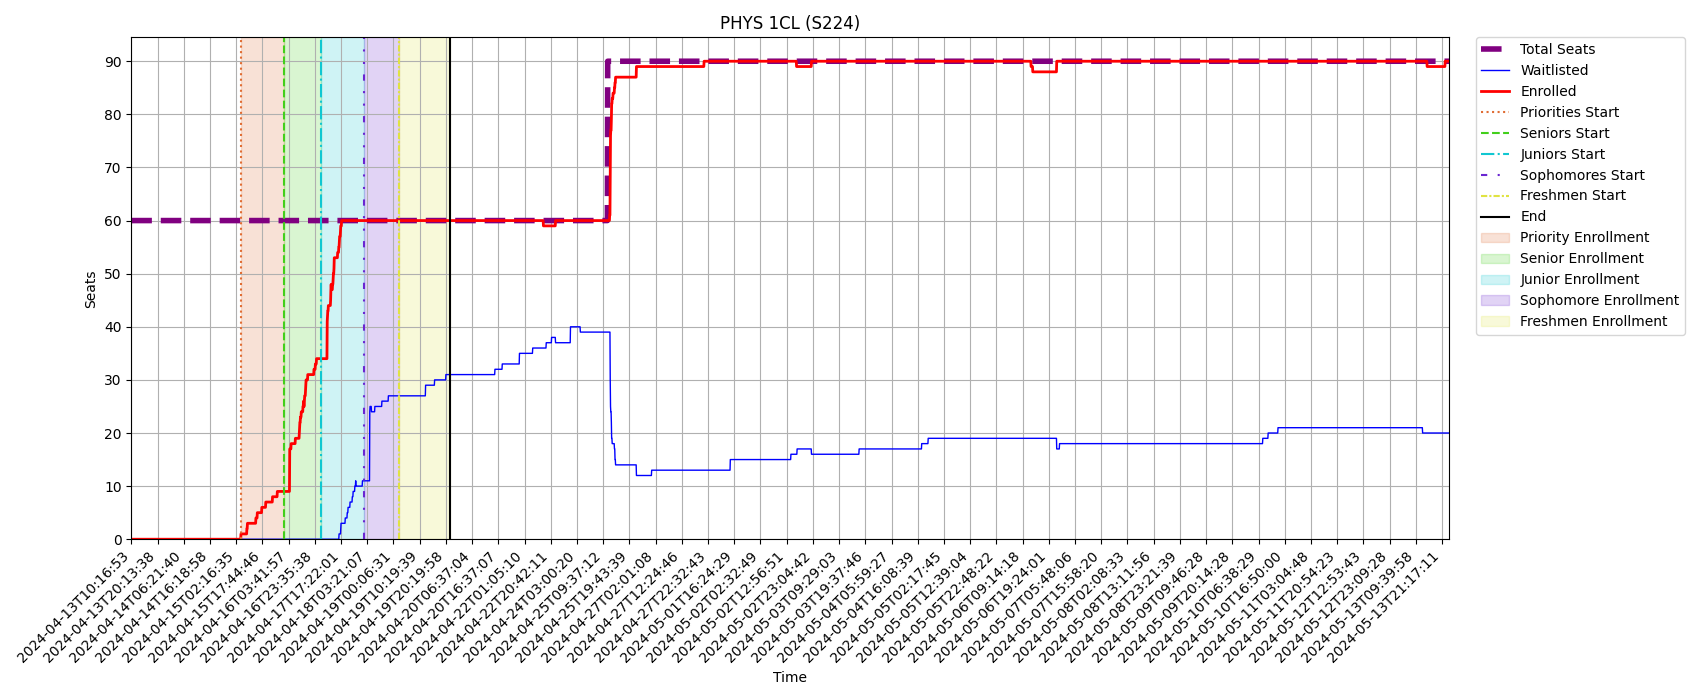 PHYS 1CL (S224)
90
80
70
60
50
40
30
20
10
0
Seats
2024-04-13T10:16:53
2024-04-13T20:13:38
2024-04-14T06:21:40
2024-04-14T16:18:58
2024-04-15T02:16:35
2024-04-15T17:44:46
2024-04-16T03:41:57
2024-04-16T23:35:38
2024-04-17T17:22:01
2024-04-18T03:21:07
2024-04-19T00:06:31
2024-04-19T10:19:39
2024-04-19T20:19:58
2024-04-20T06:37:04
2024-04-20T16:37:07
2024-04-22T01:05:10
2024-04-22T20:42:11
2024-04-24T03:00:20
2024-04-25T09:37:12
2024-04-25T19:43:39
2024-04-27T02:01:08
2024-04-27T12:24:46
2024-04-27T22:32:43
2024-05-01T16:24:29
2024-05-02T02:32:49
2024-05-02T12:56:51
2024-05-02T23:04:42
2024-05-03T09:29:03
2024-05-03T19:37:46
2024-05-04T05:59:27
2024-05-04T16:08:39
2024-05-05T02:17:45
2024-05-05T12:39:04
2024-05-05T22:48:22
2024-05-06T09:14:18
2024-05-06T19:24:01
2024-05-07T05:48:06
2024-05-07T15:58:20
2024-05-08T02:08:33
2024-05-08T13:11:56
2024-05-08T23:21:39
2024-05-09T09:46:28
2024-05-09T20:14:28
2024-05-10T06:38:29
2024-05-10T16:50:00
2024-05-11T03:04:48
2024-05-11T20:54:23
2024-05-12T12:53:43
2024-05-12T23:09:28
2024-05-13T09:39:58
2024-05-13T21:17:11
Time
Total Seats
Waitlisted
Enrolled
Priorities Start
Seniors Start
Juniors Start
Sophomores Start
Freshmen Start
End
Priority Enrollment
Senior Enrollment
Junior Enrollment
Sophomore Enrollment
Freshmen Enrollment